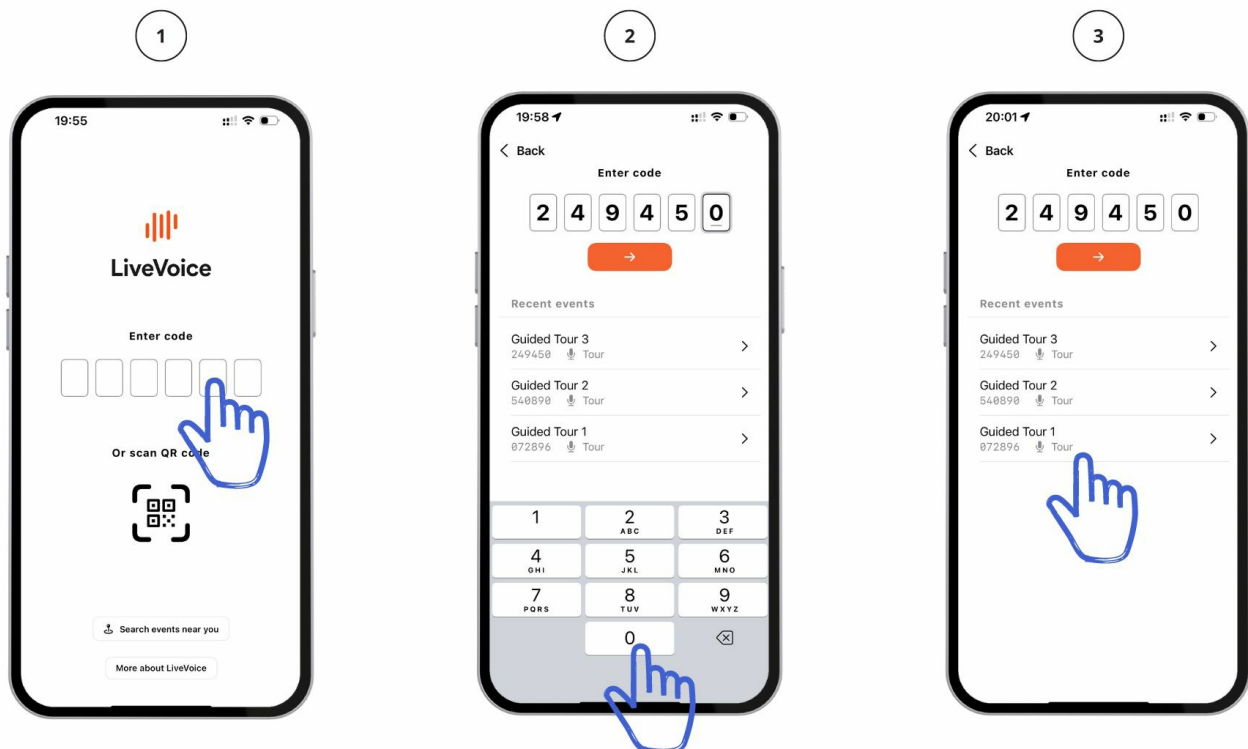 1
19:55
LiveVoice
Enter code
Or scan QR code
Search events near you
More about LiveVoice
2
19:58
Back
Enter code
2 4 9 4 5 0
Recent events
Guided Tour 3
249450 Tour
Guided Tour 2
540890 Tour
Guided Tour 1
072896 Tour
1 2 3
ABC DEF
4 5 6
GHI JKL MNO
7 8 9
PQRS TUV WXYZ
0
3
20:01
Back
Enter code
2 4 9 4 5 0
Recent events
Guided Tour 3
249450 Tour
Guided Tour 2
540890 Tour
Guided Tour 1
072896 Tour